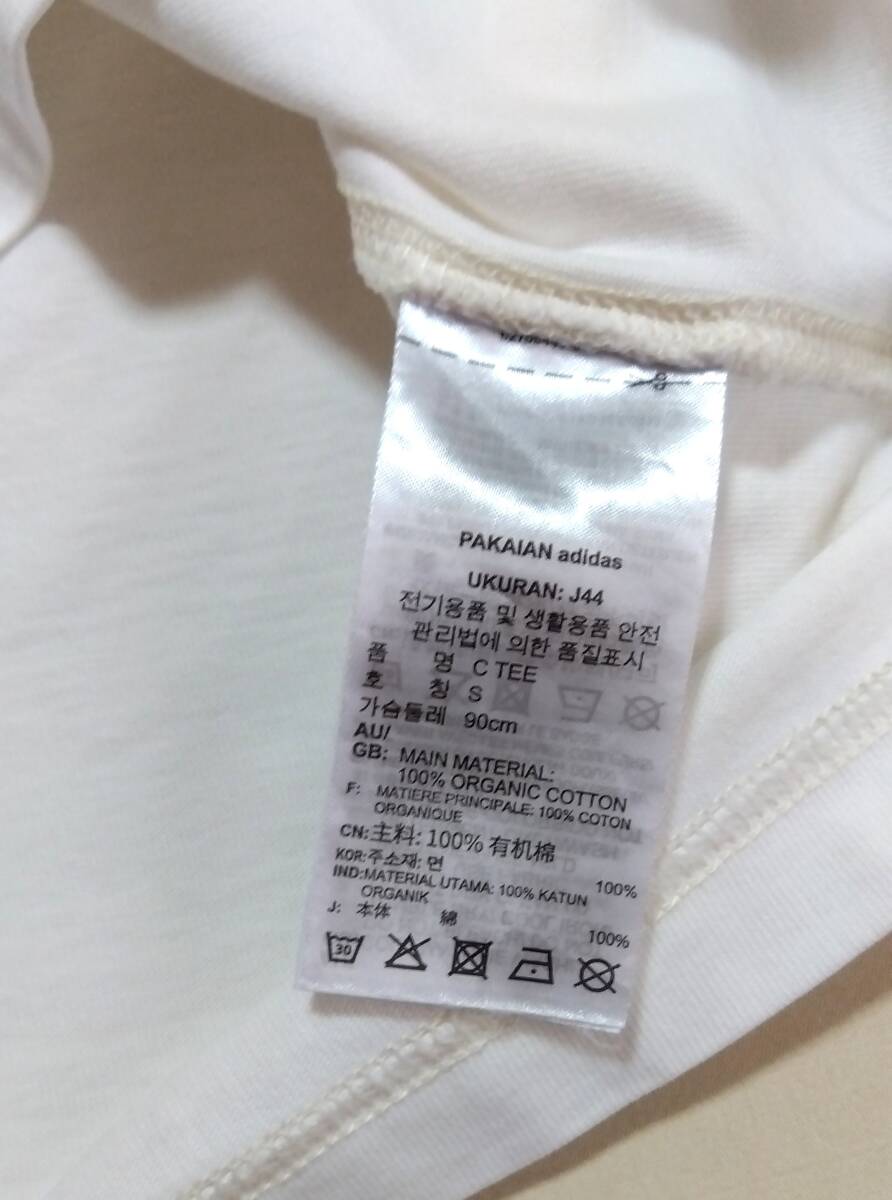 PAKAIAN adidas
UKURAN: J44
전기용품 및 생활용품 안전
관리법에 의한 품질표시
품 명 C TEE
호 칭 S
가슴둘레 90cm
AU/
GB: MAIN MATERIAL:
100% ORGANIC COTTON
F: MATIERE PRINCIPALE: 100% COTON
ORGANIQUE
CN:主料: 100% 有机棉
KOR:주소재: 면 100%
IND:MATERIAL UTAMA: 100% KATUN
ORGANIK
J: 本体 綿 100%
30